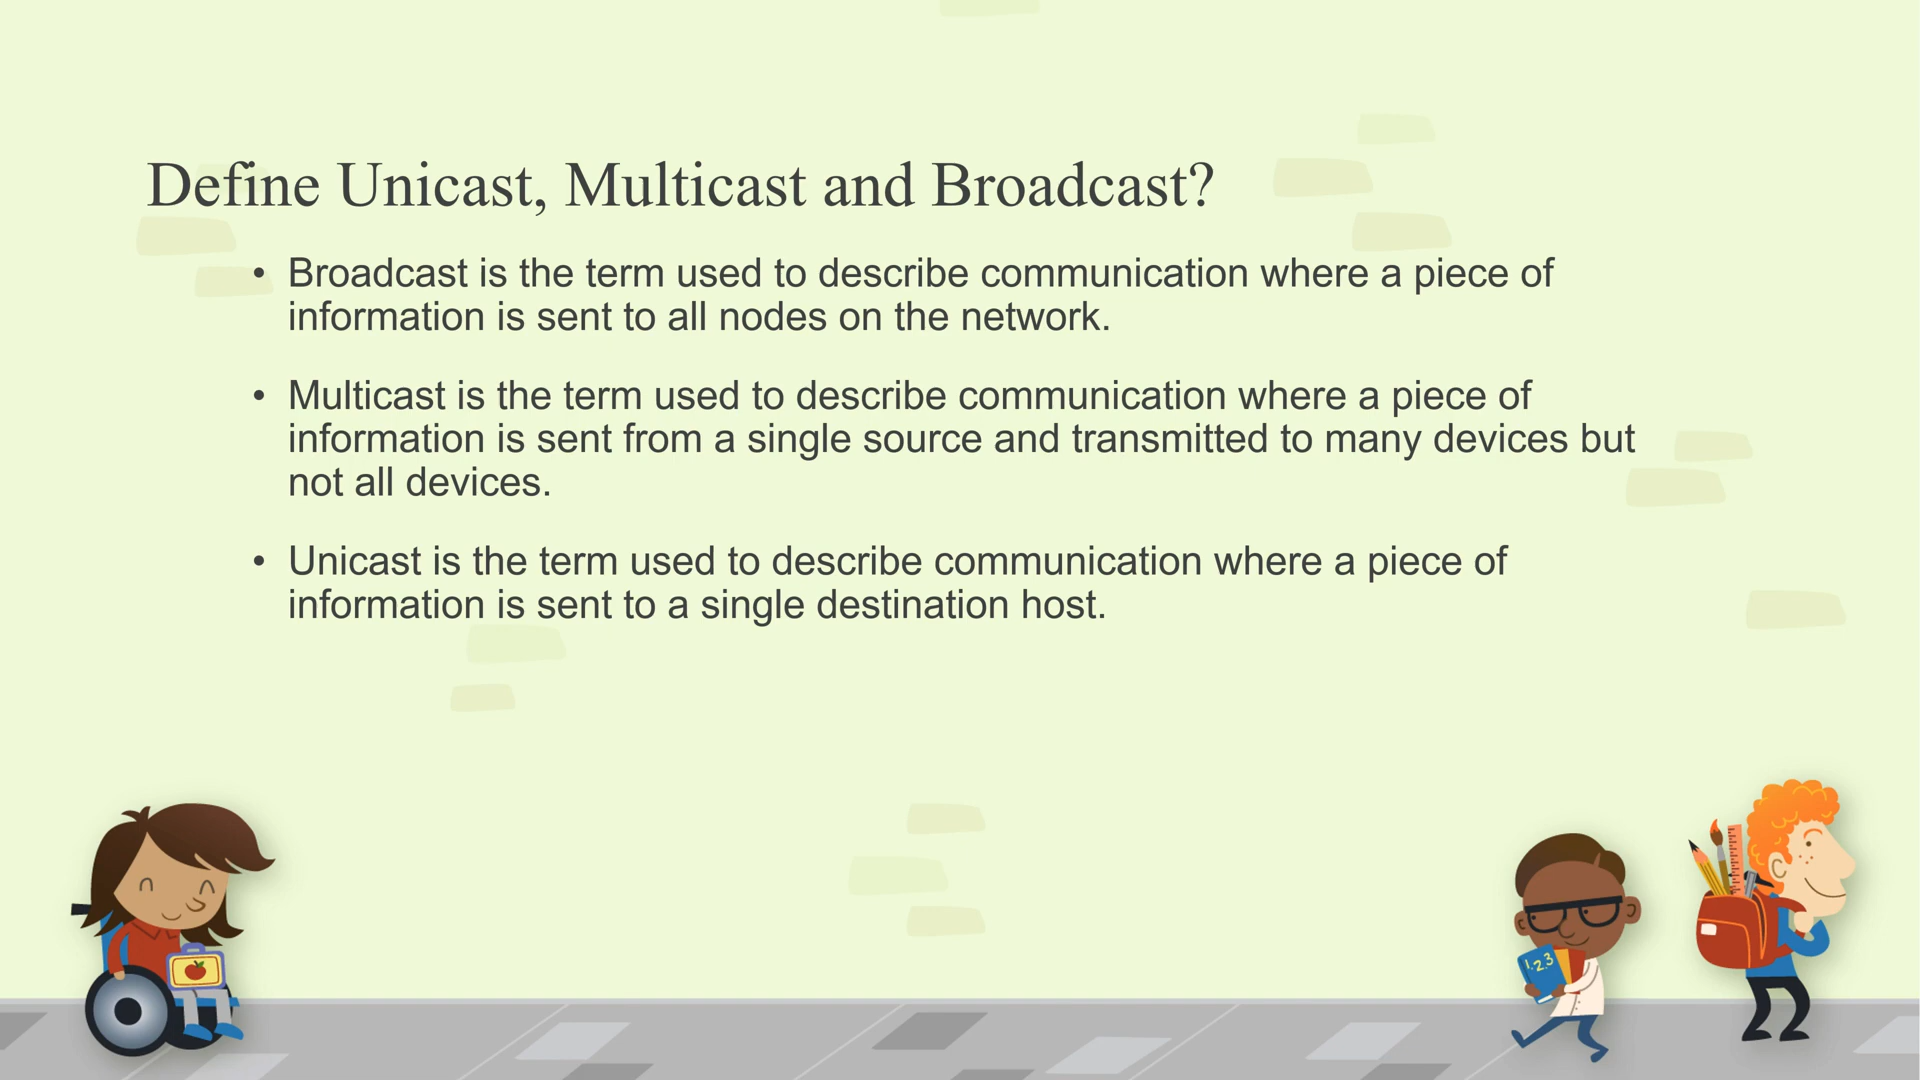 Define Unicast, Multicast and Broadcast?
• Broadcast is the term used to describe communication where a piece of
information is sent to all nodes on the network.
• Multicast is the term used to describe communication where a piece of
information is sent from a single source and transmitted to many devices but
not all devices.
• Unicast is the term used to describe communication where a piece of
information is sent to a single destination host.
1.2.3